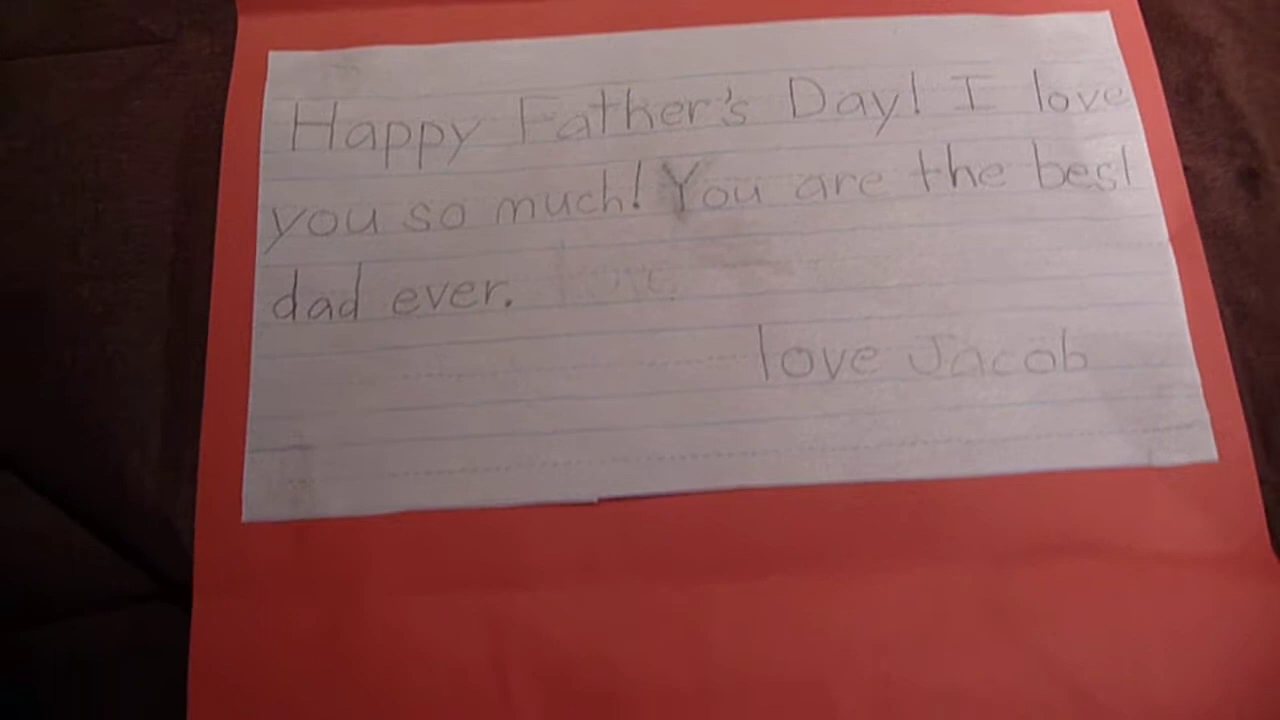 Happy Father's Day! I love
you so much! You are the best
dad ever.
love Jacob